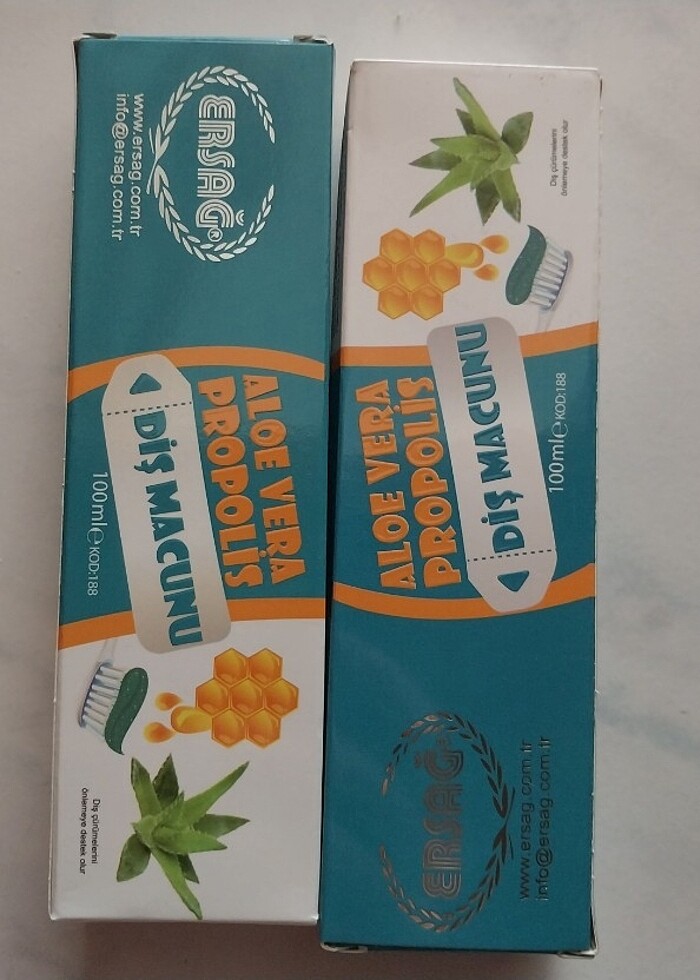 ERSAĞ®
www.ersag.com.tr
info@ersag.com.tr
ALOE VERA
PROPOLİS
DİŞ MACUNU
100ml℮ KOD:188
Diş çürümelerini
önlemeye destek olur
Diş çürümelerini
önlemeye destek olur
ALOE VERA
PROPOLİS
DİŞ MACUNU
100ml℮ KOD:188
ERSAĞ
www.ersag.com.tr
info@ersag.com.tr